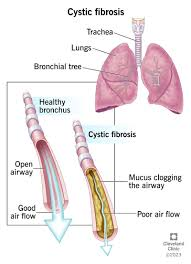 Cystic fibrosis
Trachea
Lungs
Bronchial tree
Healthy
bronchus
Cystic fibrosis
Open
airway
Mucus clogging
the airway
Good
air flow
Poor air flow
Cleveland
Clinic
©2023